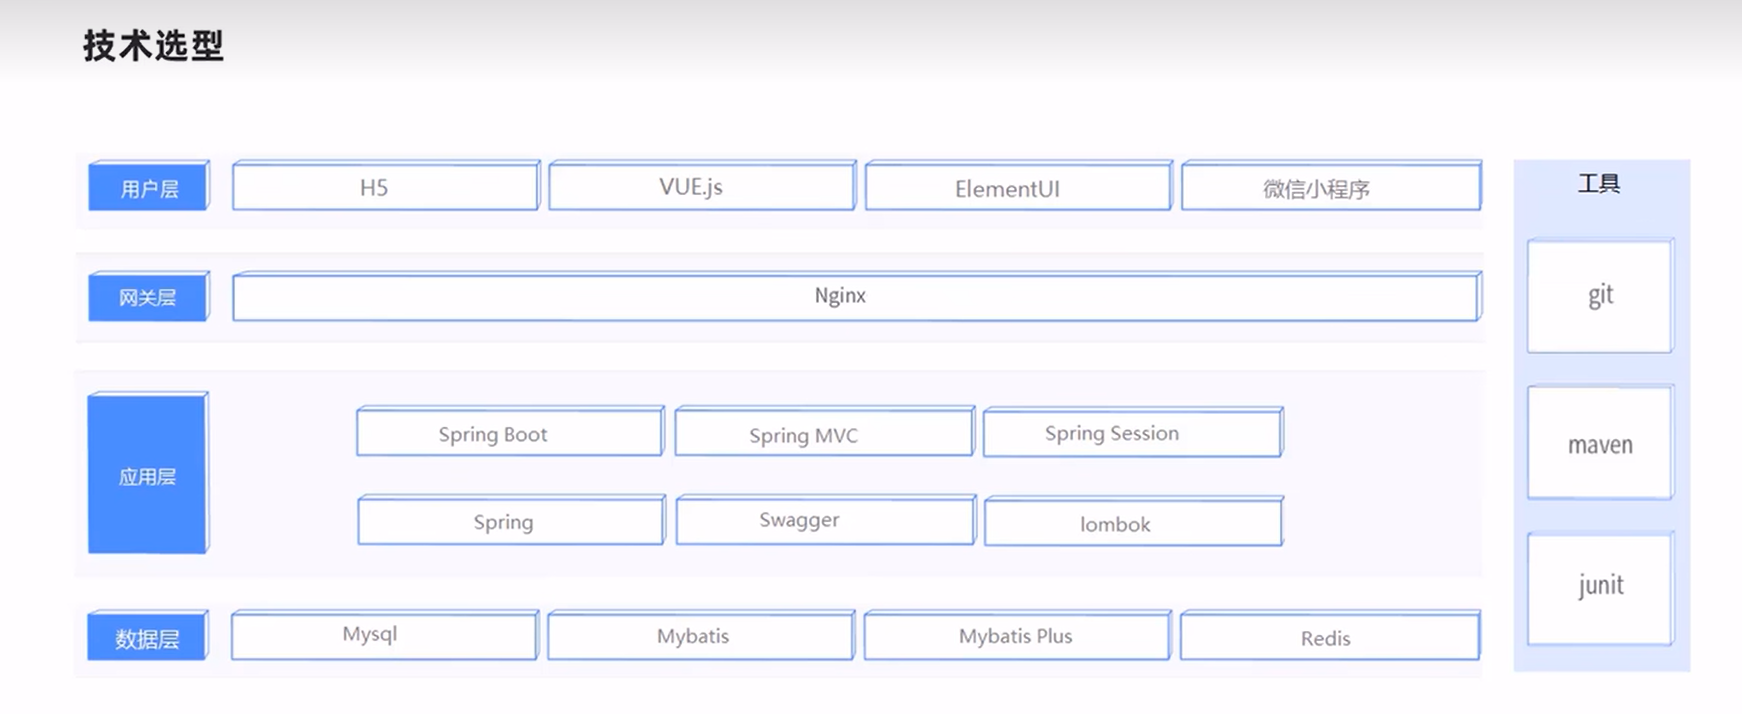 技术选型
用户层
H5
VUE.js
ElementUI
微信小程序
网关层
Nginx
应用层
Spring Boot
Spring MVC
Spring Session
Spring
Swagger
lombok
数据层
Mysql
Mybatis
Mybatis Plus
Redis
工具
git
maven
junit